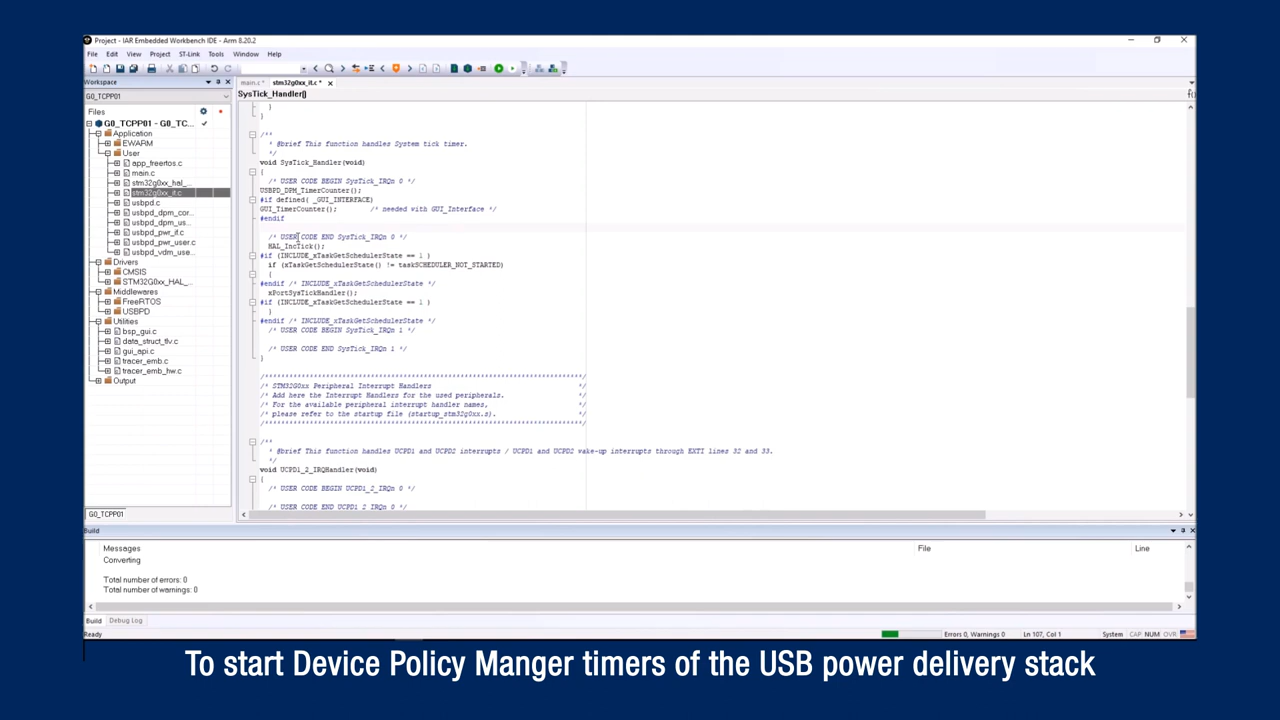 Project - IAR Embedded Workbench IDE - Arm 8.20.2
File Edit View Project ST-Link Tools Window Help
Workspace
main.c * stm32g0xx_it.c *
G0_TCPP01
SysTick_Handler()
Files
G0_TCPP01 - G0_TC...
Application
EWARM
User
app_freertos.c
main.c
stm32g0xx_hal_...
stm32g0xx_it.c
usbpd.c
usbpd_dpm_cor...
usbpd_dpm_us...
usbpd_pwr_if.c
usbpd_pwr_user.c
usbpd_vdm_use...
Drivers
CMSIS
STM32G0xx_HAL_...
Middlewares
FreeRTOS
USBPD
Utilities
bsp_gui.c
data_struct_tlv.c
gui_api.c
tracer_emb.c
tracer_emb_hw.c
Output
G0_TCPP01
}
}
/**
* @brief This function handles System tick timer.
*/
void SysTick_Handler(void)
{
/* USER CODE BEGIN SysTick_IRQn 0 */
USBPD_DPM_TimerCounter();
#if defined( _GUI_INTERFACE)
GUI_TimerCounter(); /* needed with GUI_Interface */
#endif
/* USER CODE END SysTick_IRQn 0 */
HAL_IncTick();
#if (INCLUDE_xTaskGetSchedulerState == 1 )
if (xTaskGetSchedulerState() != taskSCHEDULER_NOT_STARTED)
{
#endif /* INCLUDE_xTaskGetSchedulerState */
xPortSysTickHandler();
#if (INCLUDE_xTaskGetSchedulerState == 1 )
}
#endif /* INCLUDE_xTaskGetSchedulerState */
/* USER CODE BEGIN SysTick_IRQn 1 */
/* USER CODE END SysTick_IRQn 1 */
}
/******************************************************************************/
/* STM32G0xx Peripheral Interrupt Handlers */
/* Add here the Interrupt Handlers for the used peripherals. */
/* For the available peripheral interrupt handler names, */
/* please refer to the startup file (startup_stm32g0xx.s). */
/******************************************************************************/
/**
* @brief This function handles UCPD1 and UCPD2 interrupts / UCPD1 and UCPD2 wake-up interrupts through EXTI lines 32 and 33.
*/
void UCPD1_2_IRQHandler(void)
{
/* USER CODE BEGIN UCPD1_2_IRQn 0 */
/* USER CODE END UCPD1_2_IRQn 0 */
Build
Messages File Line
Converting
Total number of errors: 0
Total number of warnings: 0
Build Debug Log
Ready Errors 0, Warnings 0 Ln 107, Col 1 System CAP NUM OVR
To start Device Policy Manger timers of the USB power delivery stack